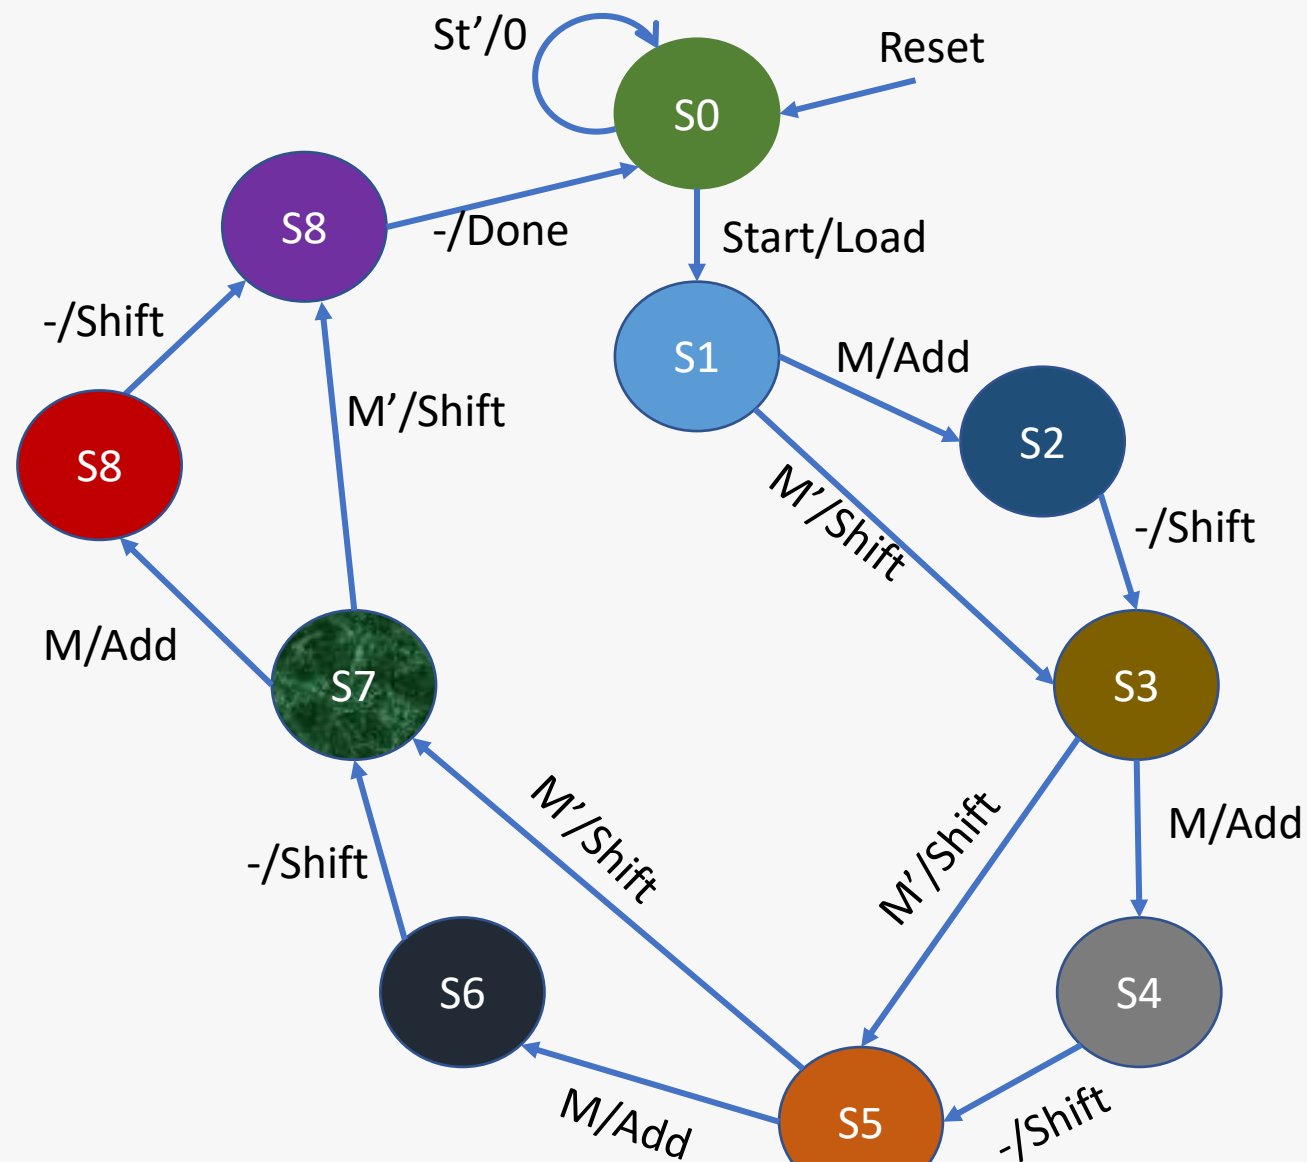 St’/0
Reset
S0
S8
-/Done
Start/Load
-/Shift
S1
M/Add
M’/Shift
S2
S8
M’/Shift
-/Shift
M/Add
S7
S3
M’/Shift
M’/Shift
M/Add
-/Shift
S6
S4
M/Add
S5
-/Shift